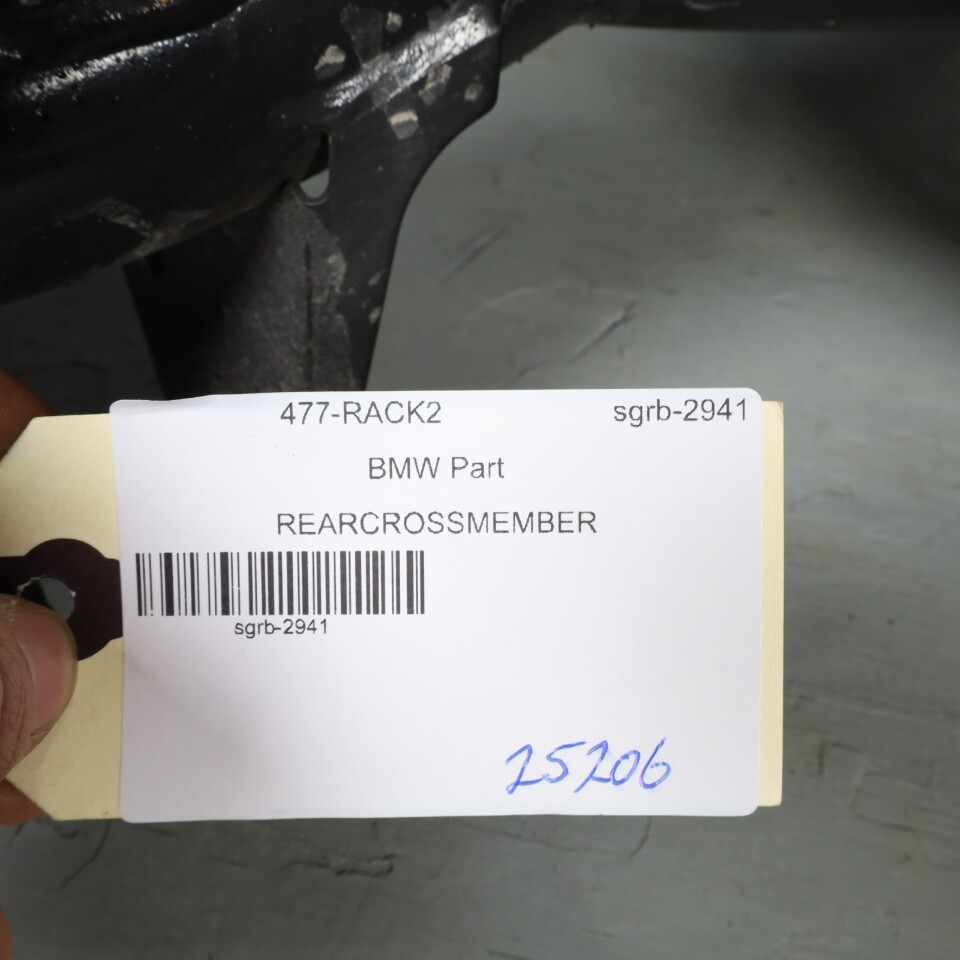 477-RACK2 sgrb-2941
BMW Part
REARCROSSMEMBER
sgrb-2941
25206